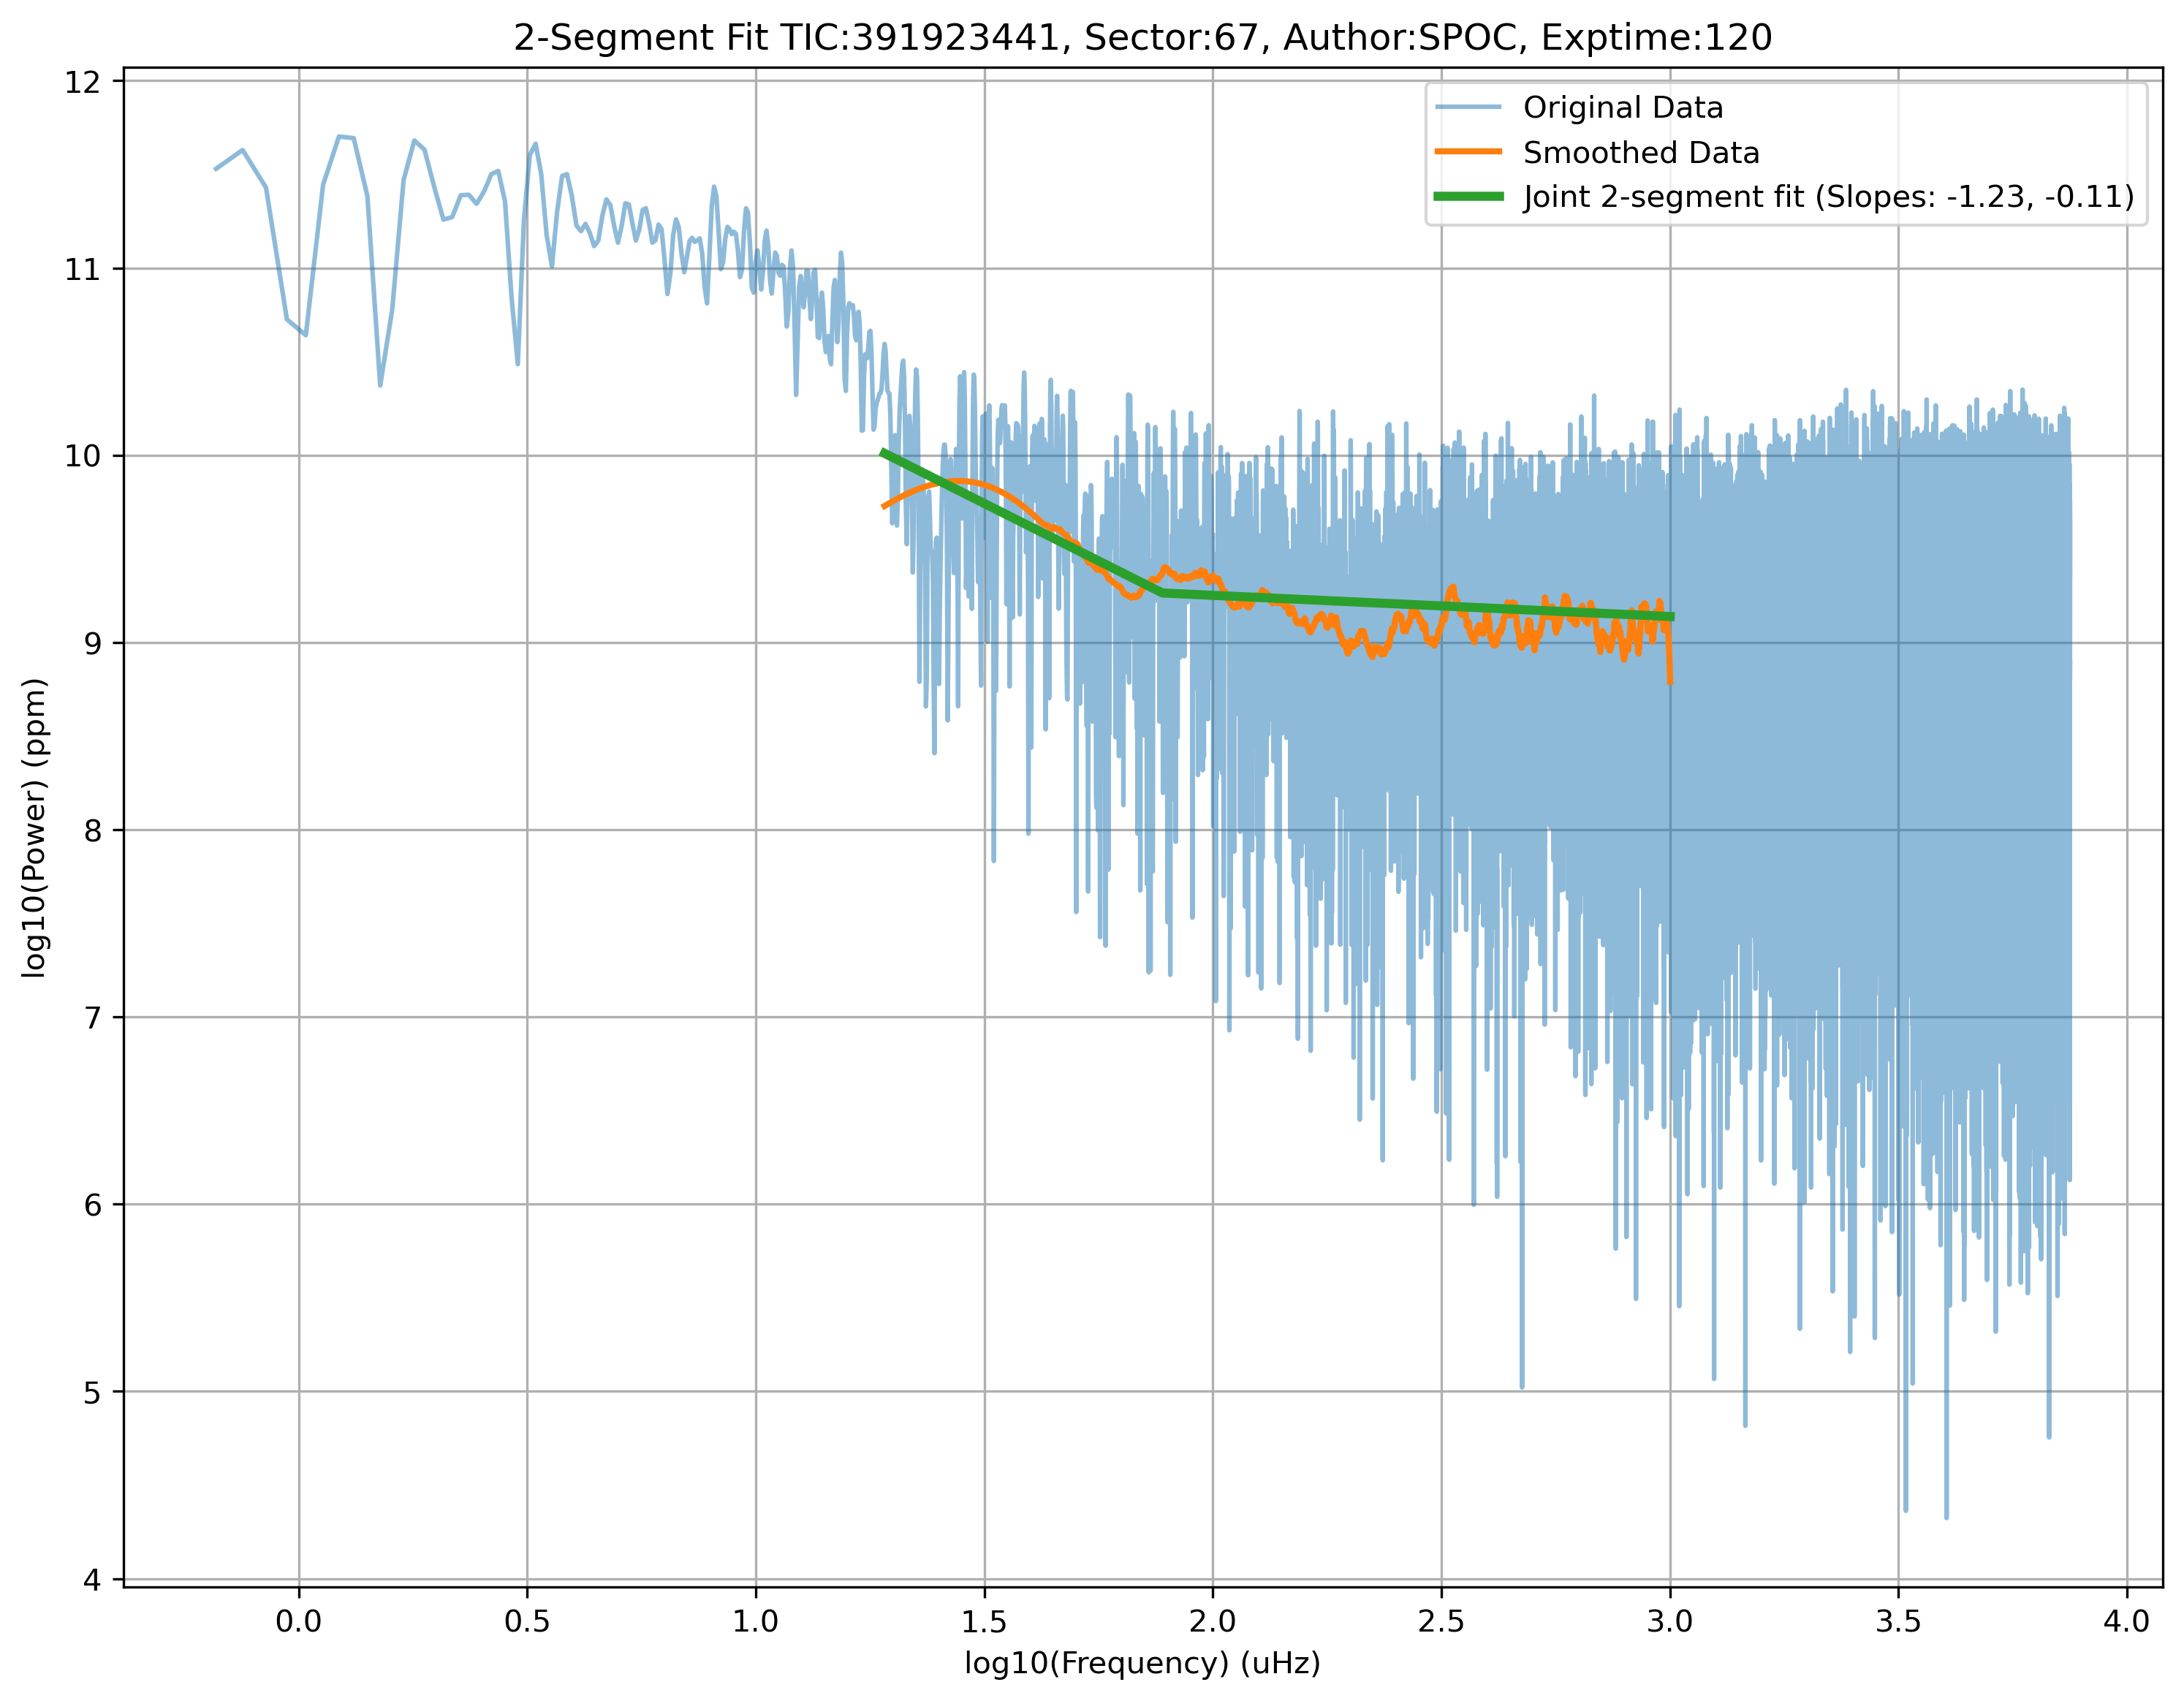 2-Segment Fit TIC:391923441, Sector:67, Author:SPOC, Exptime:120
Original Data
Smoothed Data
Joint 2-segment fit (Slopes: -1.23, -0.11)
log10(Power) (ppm)
12
11
10
9
8
7
6
5
4
0.0 0.5 1.0 1.5 2.0 2.5 3.0 3.5 4.0
log10(Frequency) (uHz)